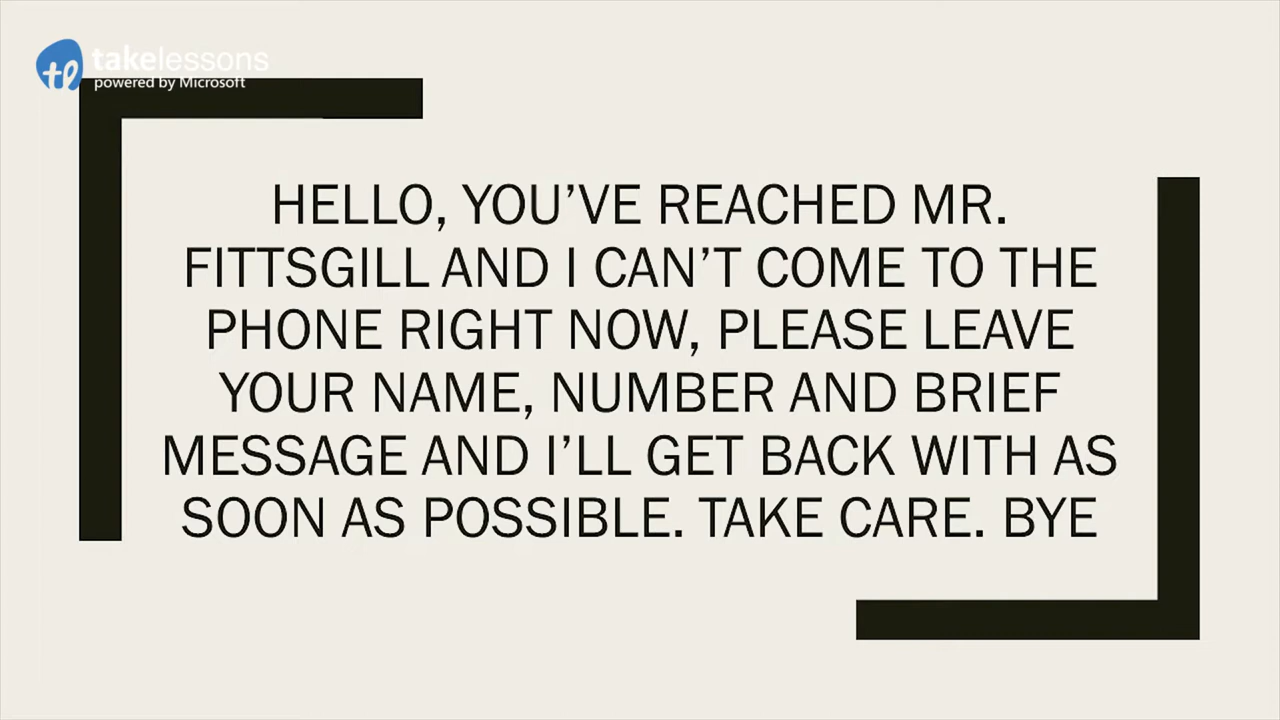 takelessons
powered by Microsoft
HELLO, YOU’VE REACHED MR.
FITTSGILL AND I CAN’T COME TO THE
PHONE RIGHT NOW, PLEASE LEAVE
YOUR NAME, NUMBER AND BRIEF
MESSAGE AND I’LL GET BACK WITH AS
SOON AS POSSIBLE. TAKE CARE. BYE